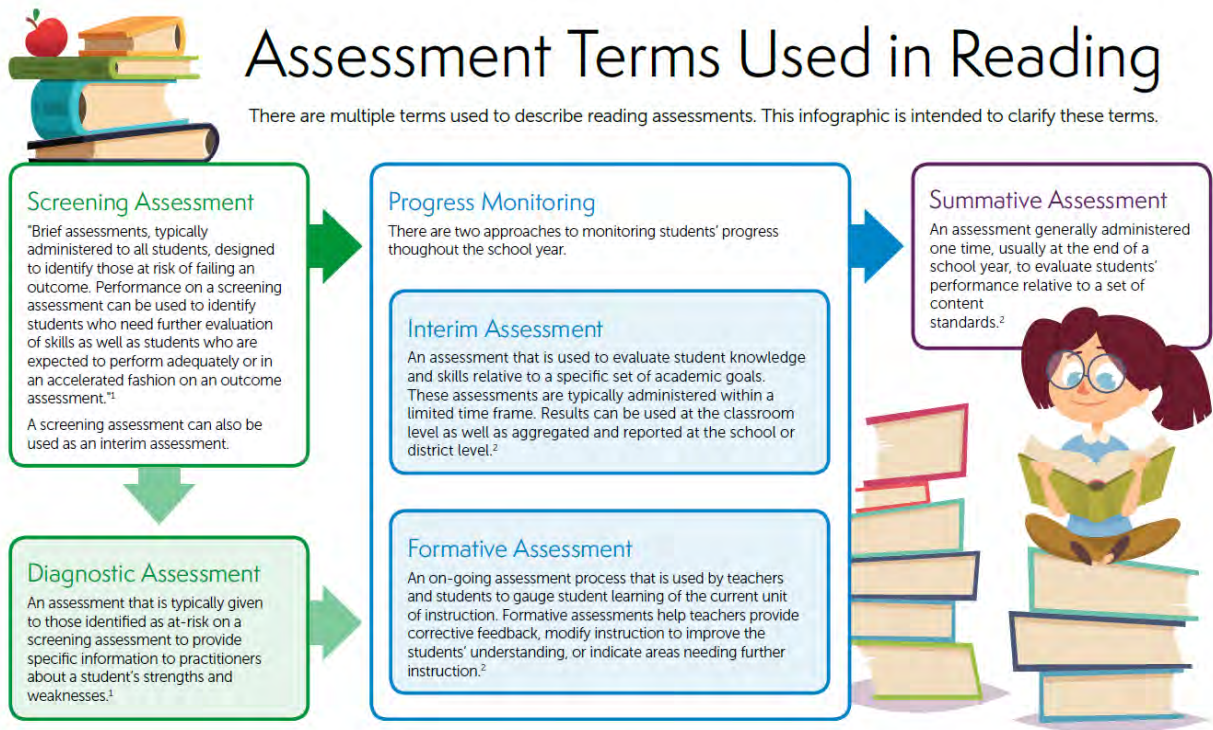 Assessment Terms Used in Reading
There are multiple terms used to describe reading assessments. This infographic is intended to clarify these terms.
Screening Assessment
"Brief assessments, typically
administered to all students, designed
to identify those at risk of failing an
outcome. Performance on a screening
assessment can be used to identify
students who need further evaluation
of skills as well as students who are
expected to perform adequately or in
an accelerated fashion on an outcome
assessment."¹
A screening assessment can also be
used as an interim assessment.
Diagnostic Assessment
An assessment that is typically given
to those identified as at-risk on a
screening assessment to provide
specific information to practitioners
about a student's strengths and
weaknesses.¹
Progress Monitoring
There are two approaches to monitoring students' progress
thoughout the school year.
Interim Assessment
An assessment that is used to evaluate student knowledge
and skills relative to a specific set of academic goals.
These assessments are typically administered within a
limited time frame. Results can be used at the classroom
level as well as aggregated and reported at the school or
district level.²
Formative Assessment
An on-going assessment process that is used by teachers
and students to gauge student learning of the current unit
of instruction. Formative assessments help teachers provide
corrective feedback, modify instruction to improve the
students' understanding, or indicate areas needing further
instruction.²
Summative Assessment
An assessment generally administered
one time, usually at the end of a
school year, to evaluate students'
performance relative to a set of
content
standards.²